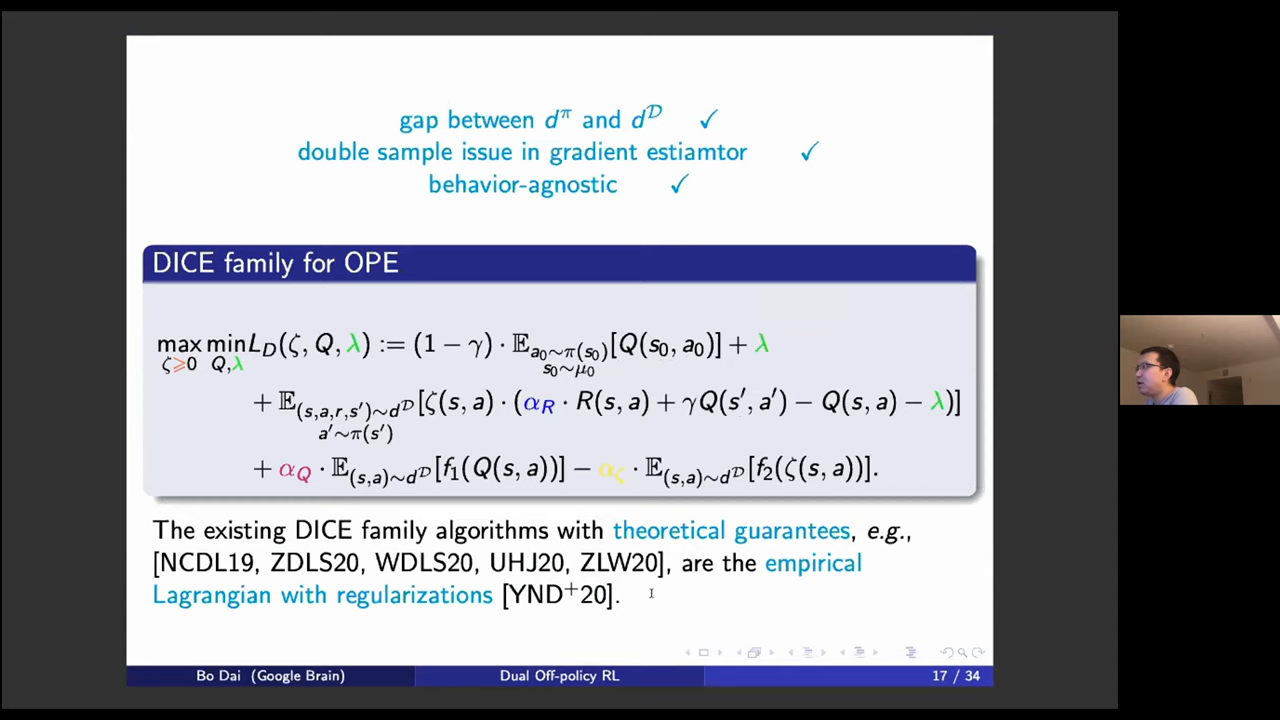 gap between d^π and d^𝒟 ✓
double sample issue in gradient estiamtor ✓
behavior-agnostic ✓
DICE family for OPE
max_{ζ⩾0} min_{Q,λ} L_D(ζ, Q, λ) := (1 − γ) · 𝔼_{a₀∼π(s₀), s₀∼μ₀}[Q(s₀, a₀)] + λ
+ 𝔼_{(s,a,r,s′)∼d^𝒟, a′∼π(s′)}[ζ(s, a) · (α_R · R(s, a) + γQ(s′, a′) − Q(s, a) − λ)]
+ α_Q · 𝔼_{(s,a)∼d^𝒟}[f₁(Q(s, a))] − α_ζ · 𝔼_{(s,a)∼d^𝒟}[f₂(ζ(s, a))].
The existing DICE family algorithms with theoretical guarantees, e.g.,
[NCDL19, ZDLS20, WDLS20, UHJ20, ZLW20], are the empirical
Lagrangian with regularizations [YND⁺20].
Bo Dai (Google Brain) Dual Off-policy RL 17 / 34